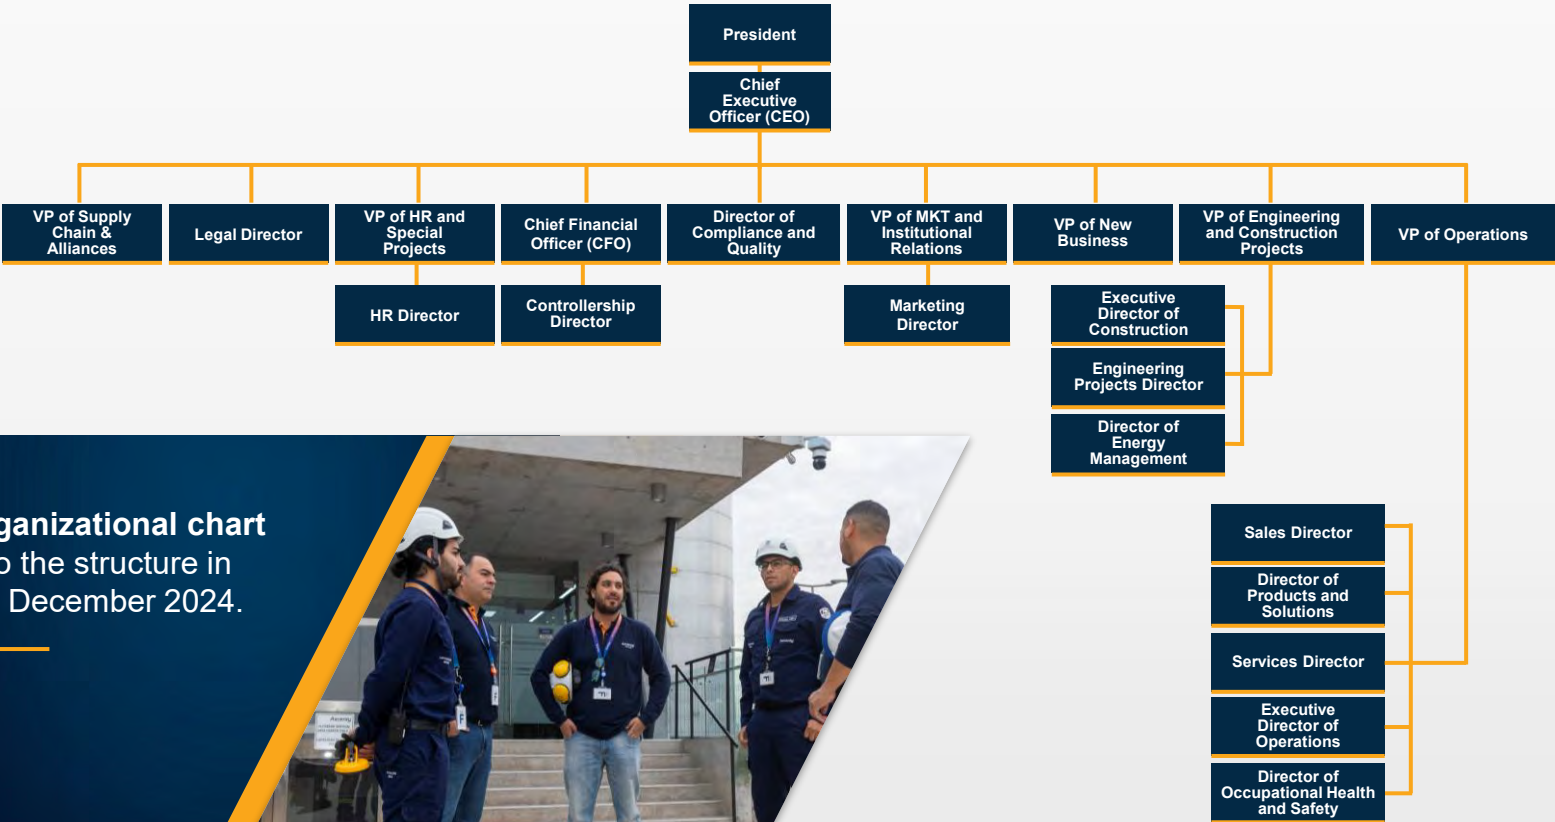 President
Chief
Executive
Officer (CEO)
VP of Supply
Chain &
Alliances
Legal Director
VP of HR and
Special
Projects
Chief Financial
Officer (CFO)
Director of
Compliance and
Quality
VP of MKT and
Institutional
Relations
VP of New
Business
VP of Engineering
and Construction
Projects
VP of Operations
HR Director
Controllership
Director
Marketing
Director
Executive
Director of
Construction
Engineering
Projects Director
Director of
Energy
Management
ganizational chart
o the structure in
December 2024.
Sales Director
Director of
Products and
Solutions
Services Director
Executive
Director of
Operations
Director of
Occupational Health
and Safety